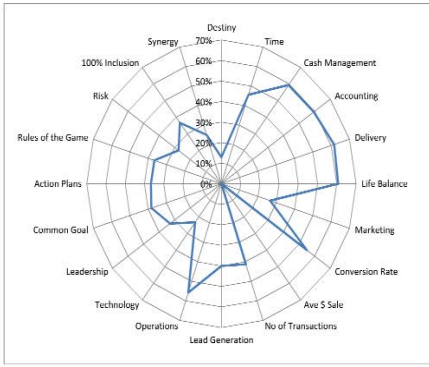 Destiny
Synergy
Time
70%
100% Inclusion
Cash Management
60%
50%
Risk
Accounting
40%
30%
Rules of the Game
Delivery
20%
10%
Action Plans
0%
Life Balance
Common Goal
Marketing
Leadership
Conversion Rate
Technology
Ave $ Sale
Operations
No of Transactions
Lead Generation